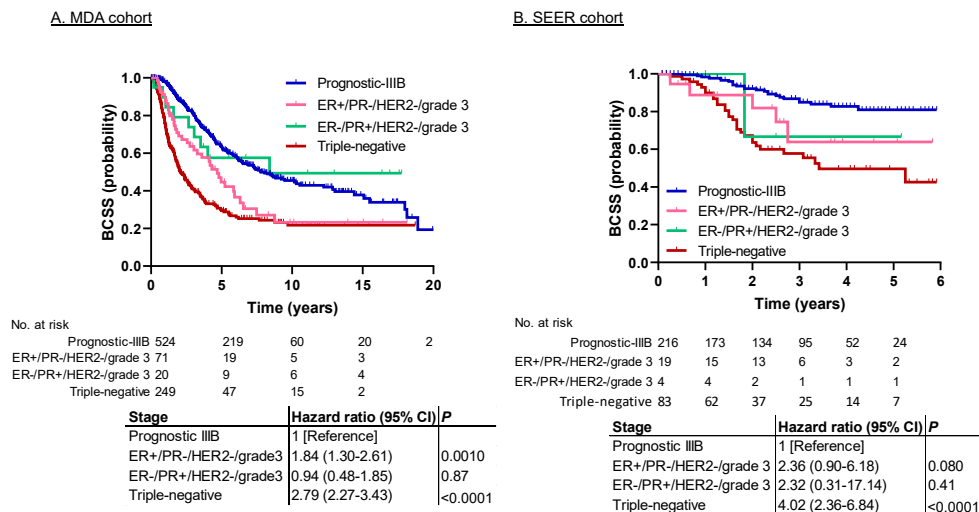 A. MDA cohort
BCSS (probability)
1.0
0.8
0.6
0.4
0.2
0.0
Prognostic-IIIB
ER+/PR-/HER2-/grade 3
ER-/PR+/HER2-/grade 3
Triple-negative
0 5 10 15 20
Time (years)
No. at risk
Prognostic-IIIB 524 219 60 20 2
ER+/PR-/HER2-/grade 3 71 19 5 3
ER-/PR+/HER2-/grade 3 20 9 6 4
Triple-negative 249 47 15 2
Stage Hazard ratio (95% CI) P
Prognostic IIIB 1 [Reference]
ER+/PR-/HER2-/grade3 1.84 (1.30-2.61) 0.0010
ER-/PR+/HER2-/grade3 0.94 (0.48-1.85) 0.87
Triple-negative 2.79 (2.27-3.43) <0.0001
B. SEER cohort
BCSS (probability)
1.0
0.8
0.6
0.4
0.2
0.0
Prognostic-IIIB
ER+/PR-/HER2-/grade 3
ER-/PR+/HER2-/grade 3
Triple-negative
0 1 2 3 4 5 6
Time (years)
No. at risk
Prognostic-IIIB 216 173 134 95 52 24
ER+/PR-/HER2-/grade 3 19 15 13 6 3 2
ER-/PR+/HER2-/grade 3 4 4 2 1 1 1
Triple-negative 83 62 37 25 14 7
Stage Hazard ratio (95% CI) P
Prognostic IIIB 1 [Reference]
ER+/PR-/HER2-/grade 3 2.36 (0.90-6.18) 0.080
ER-/PR+/HER2-/grade 3 2.32 (0.31-17.14) 0.41
Triple-negative 4.02 (2.36-6.84) <0.0001